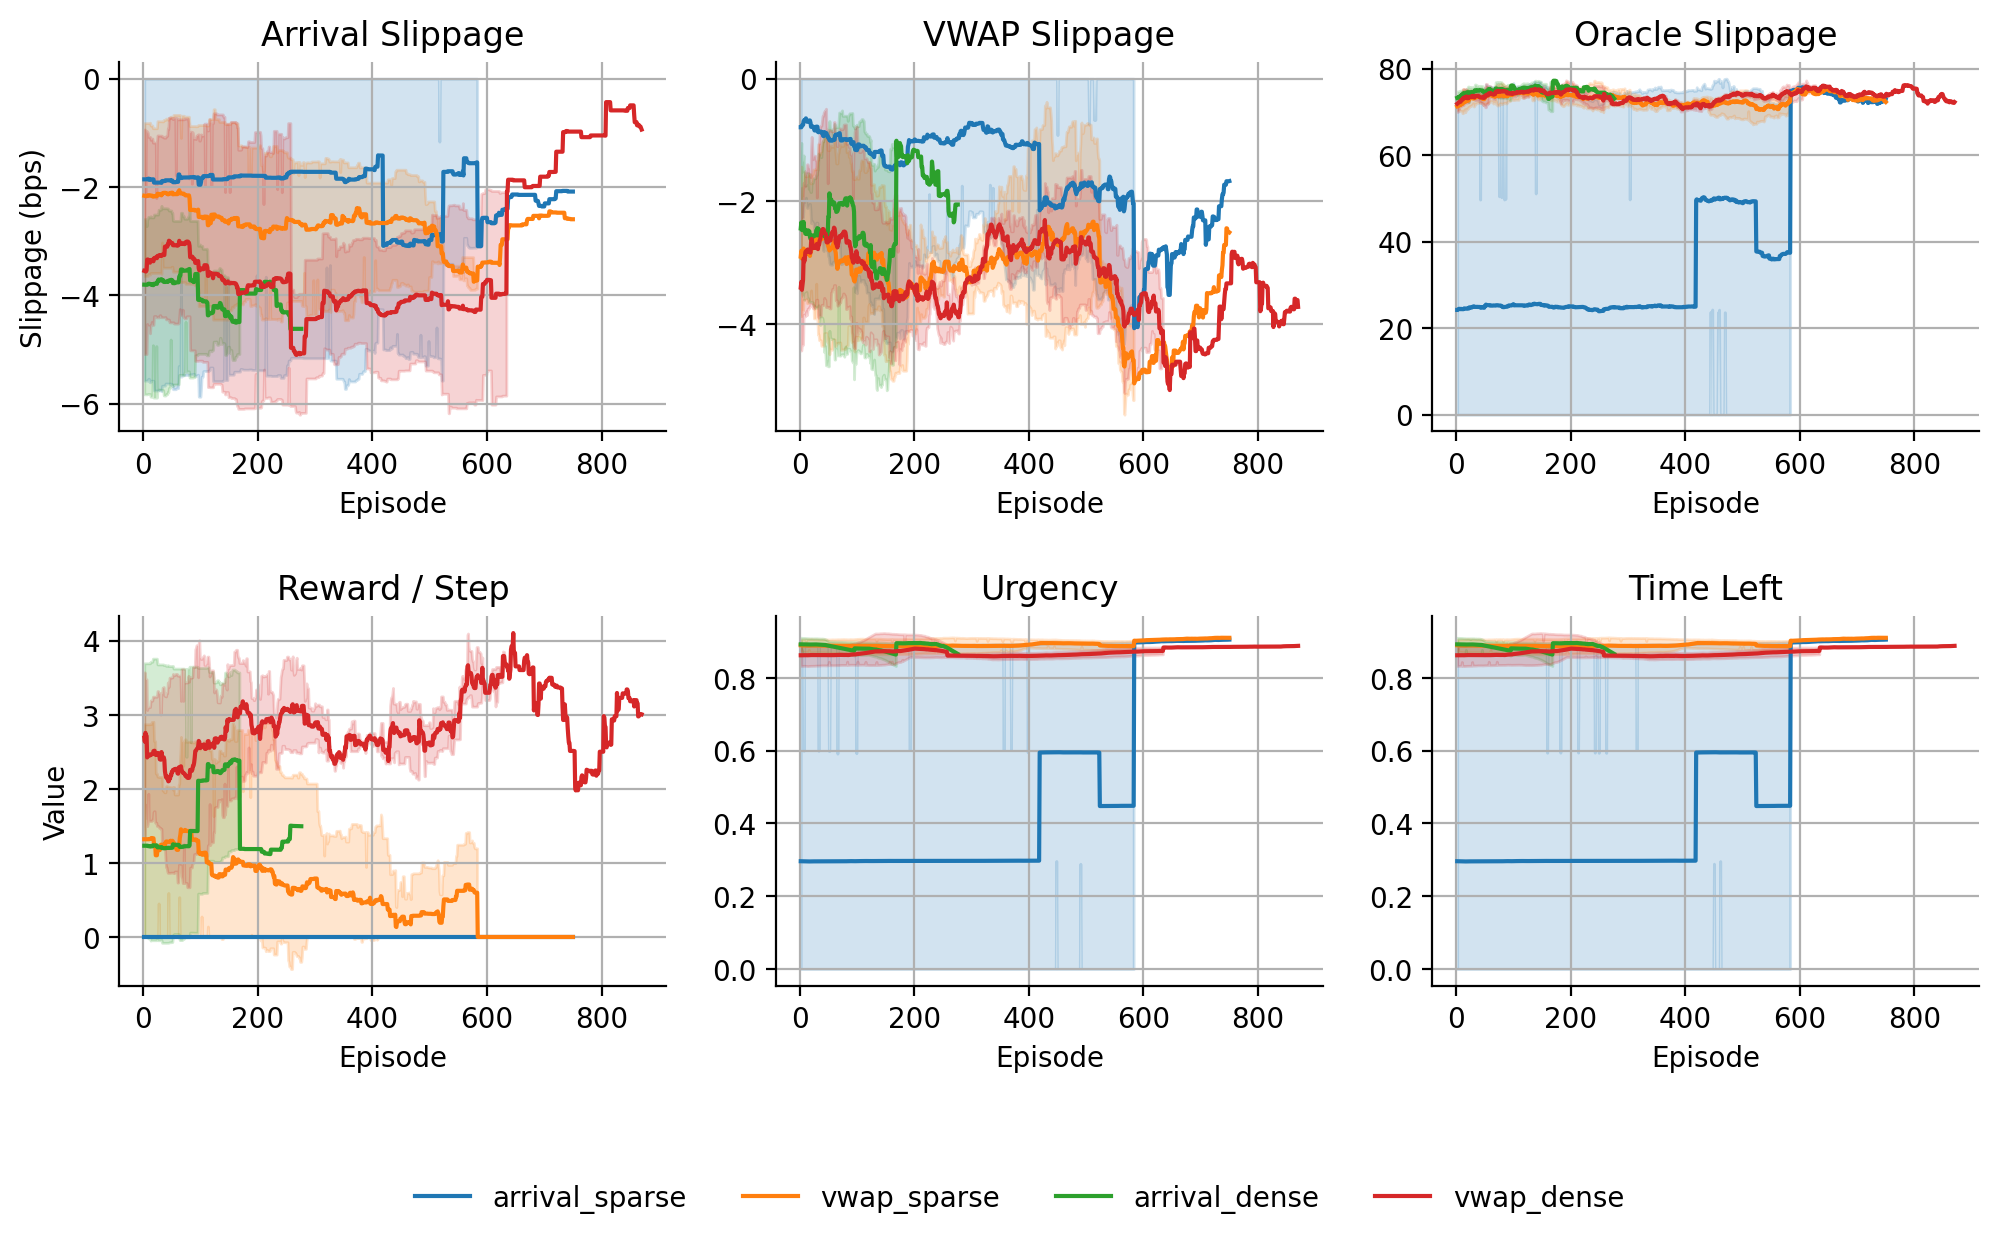 Arrival Slippage
VWAP Slippage
Oracle Slippage
Slippage (bps)
0
−2
−4
−6
0 200 400 600 800
Episode
0
−2
−4
0 200 400 600 800
Episode
80
60
40
20
0
0 200 400 600 800
Episode
Reward / Step
Urgency
Time Left
Value
4
3
2
1
0
0 200 400 600 800
Episode
0.8
0.6
0.4
0.2
0.0
0 200 400 600 800
Episode
0.8
0.6
0.4
0.2
0.0
0 200 400 600 800
Episode
arrival_sparse vwap_sparse arrival_dense vwap_dense